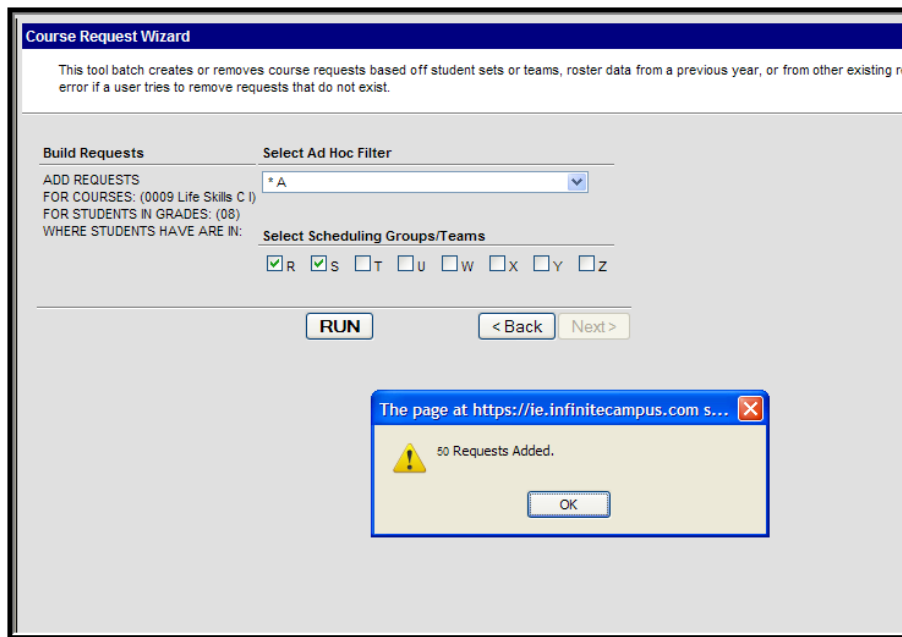 Course Request Wizard
This tool batch creates or removes course requests based off student sets or teams, roster data from a previous year, or from other existing
error if a user tries to remove requests that do not exist.
Build Requests
Select Ad Hoc Filter
ADD REQUESTS
FOR COURSES: (0009 Life Skills C I)
FOR STUDENTS IN GRADES: (08)
WHERE STUDENTS HAVE ARE IN:
* A
Select Scheduling Groups/Teams
R S T U W X Y Z
RUN
< Back
Next >
The page at https://ie.infinitecampus.com s...
50 Requests Added.
OK